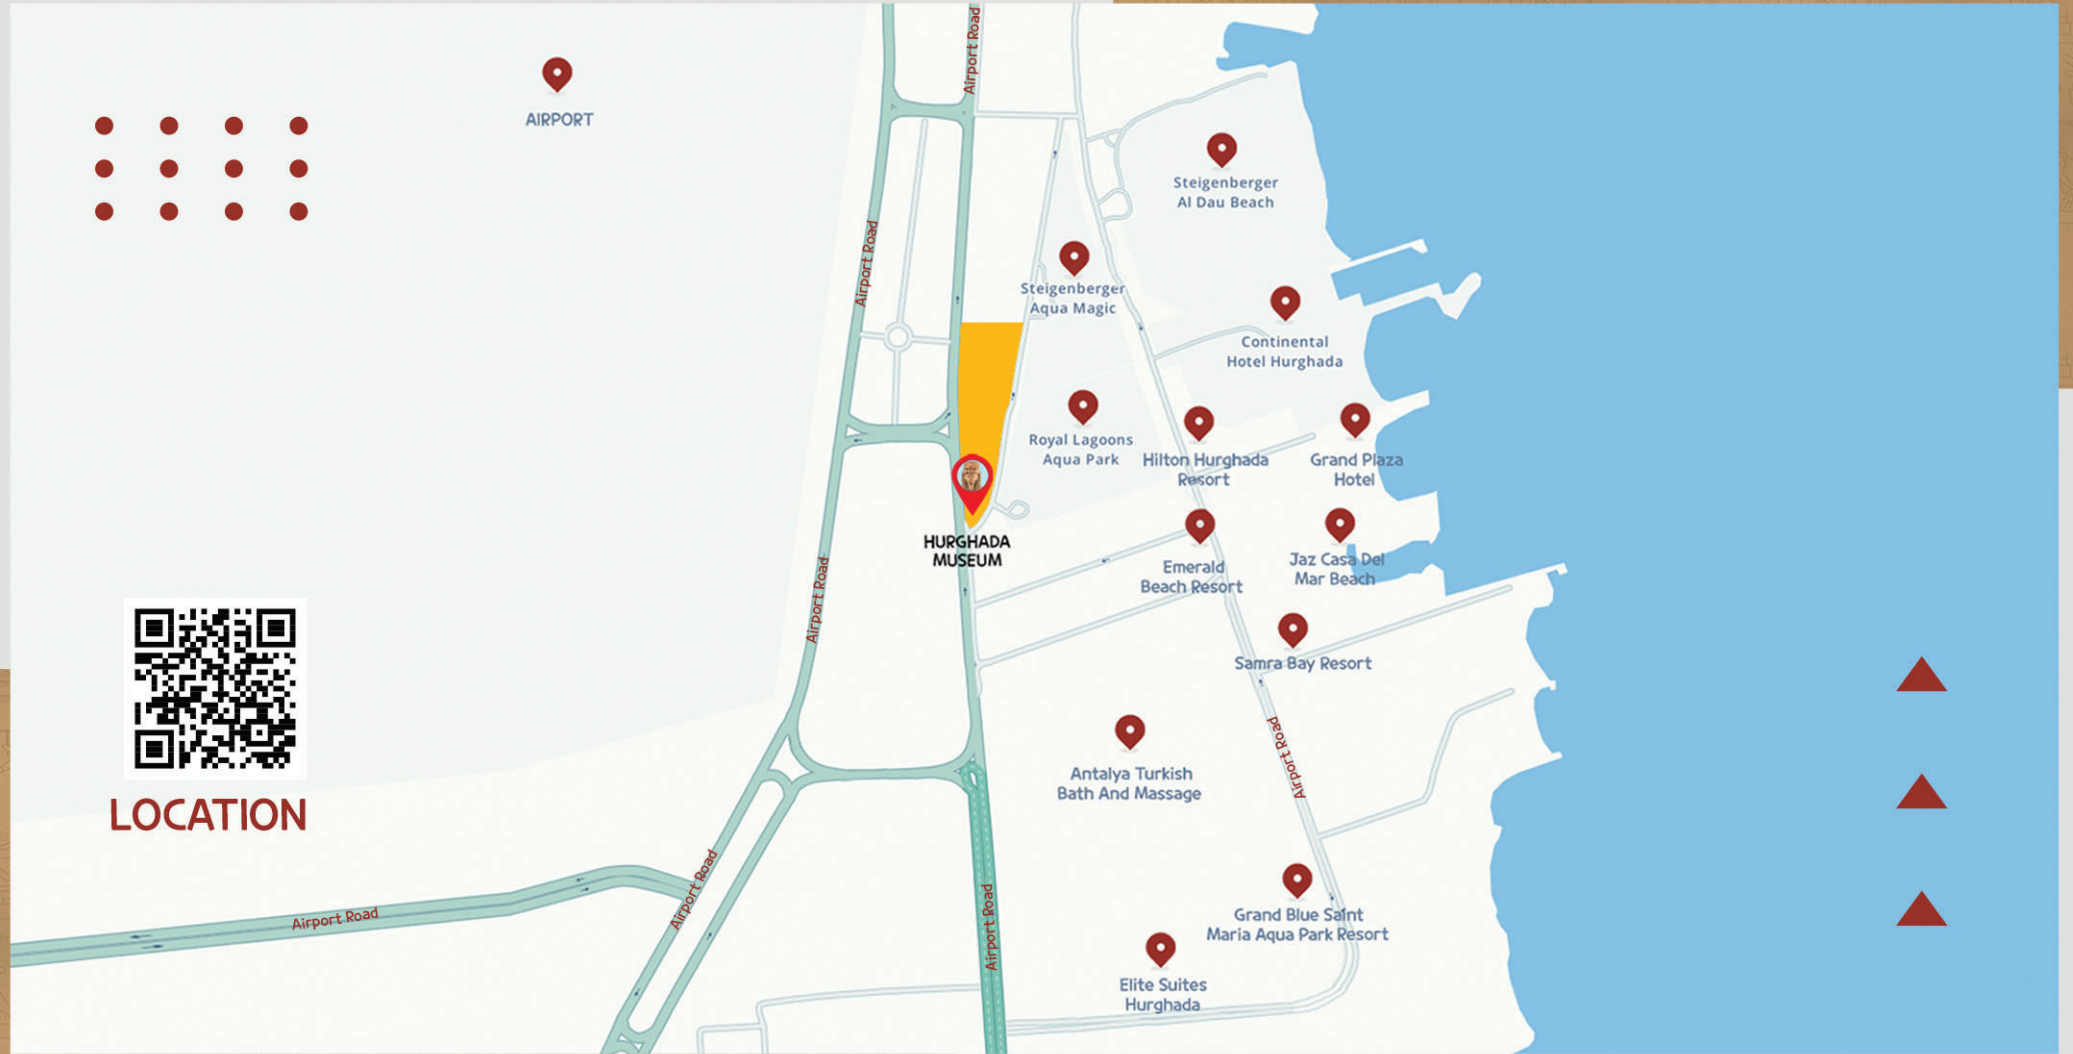 Airport Road
AIRPORT
Steigenberger
Al Dau Beach
Airport Road
Steigenberger
Aqua Magic
Continental
Hotel Hurghada
Royal Lagoons
Aqua Park
Hilton Hurghada
Resort
Grand Plaza
Hotel
HURGHADA
MUSEUM
Emerald
Beach Resort
Jaz Casa Del
Mar Beach
Airport Road
Samra Bay Resort
Airport Road
Antalya Turkish
Bath And Massage
LOCATION
Airport Road
Airport Road
Airport Road
Grand Blue Saint
Maria Aqua Park Resort
Elite Suites
Hurghada